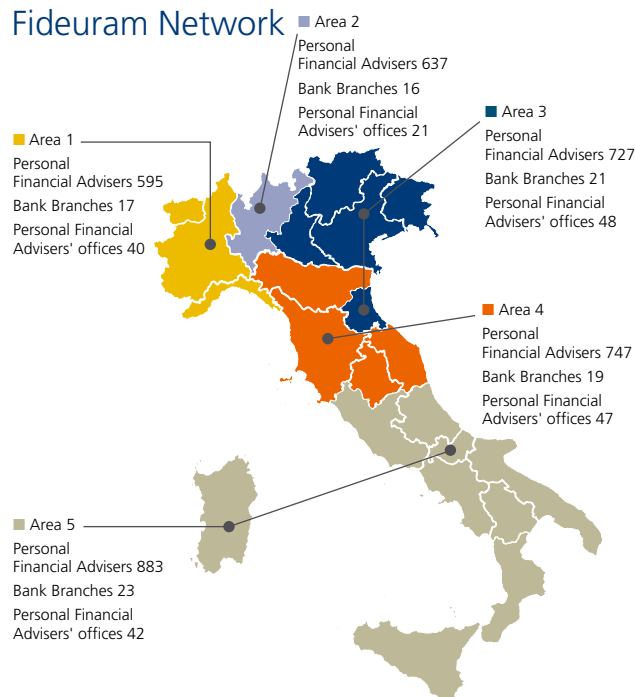 Fideuram Network
Area 2
Personal
Financial Advisers 637
Bank Branches 16
Personal Financial
Advisers' offices 21
Area 3
Personal
Financial Advisers 727
Bank Branches 21
Personal Financial
Advisers' offices 48
Area 1
Personal
Financial Advisers 595
Bank Branches 17
Personal Financial
Advisers' offices 40
Area 4
Personal
Financial Advisers 747
Bank Branches 19
Personal Financial
Advisers' offices 47
Area 5
Personal
Financial Advisers 883
Bank Branches 23
Personal Financial
Advisers' offices 42